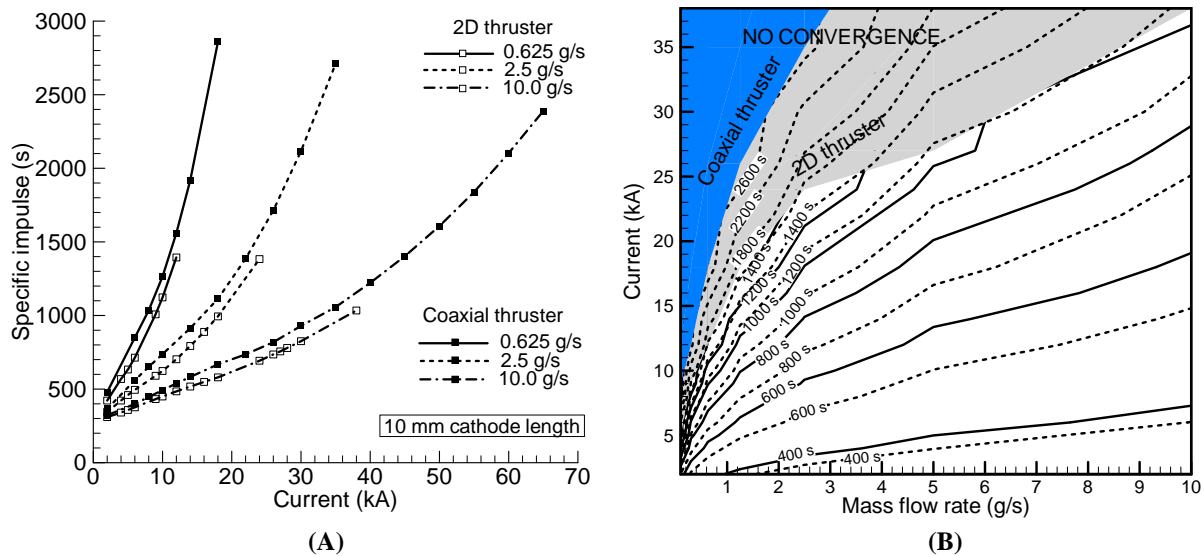 3000
2500
2000
1500
1000
500
0
Specific impulse (s)
2D thruster
0.625 g/s
2.5 g/s
10.0 g/s
Coaxial thruster
0.625 g/s
2.5 g/s
10.0 g/s
10 mm cathode length
0 10 20 30 40 50 60 70
Current (kA)
(A)
35
30
25
20
15
10
5
Current (kA)
NO CONVERGENCE
Coaxial thruster
2D thruster
2600 s
2200 s
1800 s
1400 s
1400 s
1200 s
1200 s
1000 s
1000 s
800 s
800 s
600 s
600 s
400 s
400 s
1 2 3 4 5 6 7 8 9 10
Mass flow rate (g/s)
(B)